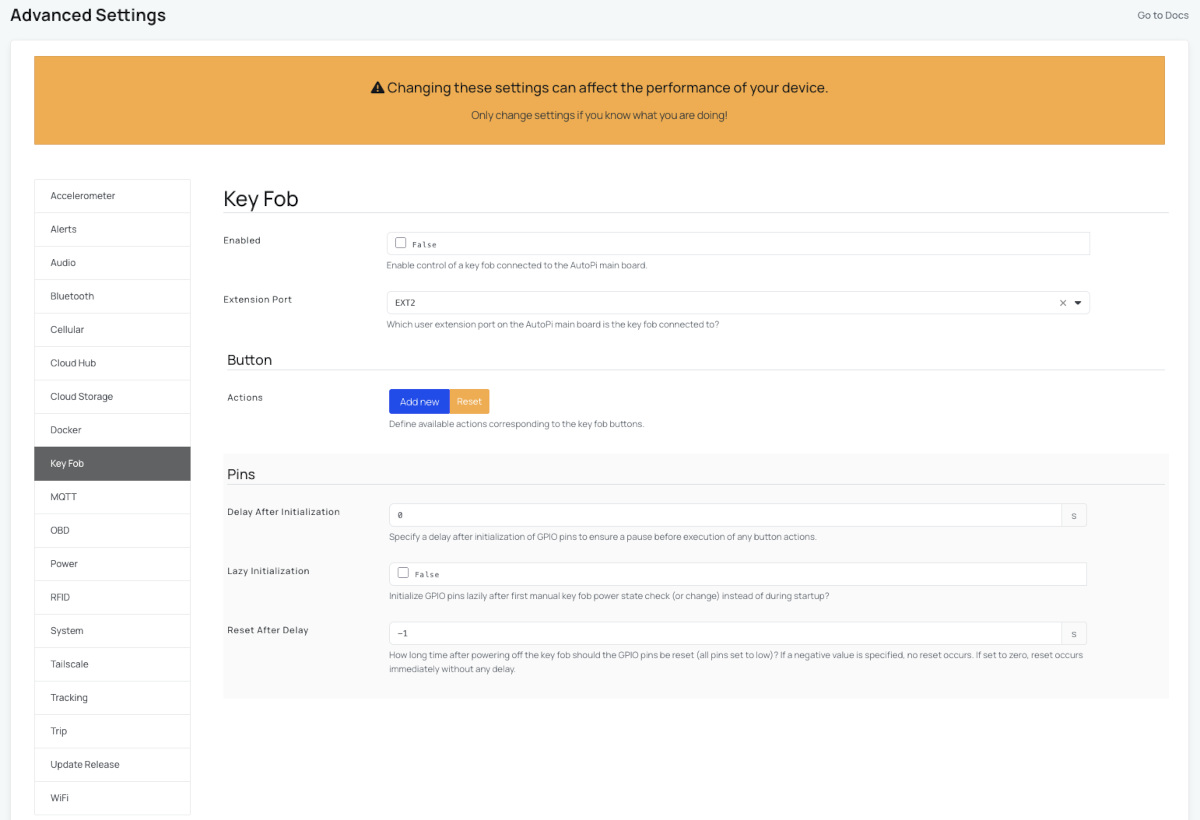 Advanced Settings
Go to Docs
Changing these settings can affect the performance of your device.
Only change settings if you know what you are doing!
Accelerometer
Alerts
Audio
Bluetooth
Cellular
Cloud Hub
Cloud Storage
Docker
Key Fob
MQTT
OBD
Power
RFID
System
Tailscale
Tracking
Trip
Update Release
WiFi
Key Fob
Enabled
False
Enable control of a key fob connected to the AutoPi main board.
Extension Port
EXT2
Which user extension port on the AutoPi main board is the key fob connected to?
Button
Actions
Add new
Reset
Define available actions corresponding to the key fob buttons.
Pins
Delay After Initialization
0
s
Specify a delay after initialization of GPIO pins to ensure a pause before execution of any button actions.
Lazy Initialization
False
Initialize GPIO pins lazily after first manual key fob power state check (or change) instead of during startup?
Reset After Delay
-1
s
How long time after powering off the key fob should the GPIO pins be reset (all pins set to low)? If a negative value is specified, no reset occurs. If set to zero, reset occurs
immediately without any delay.